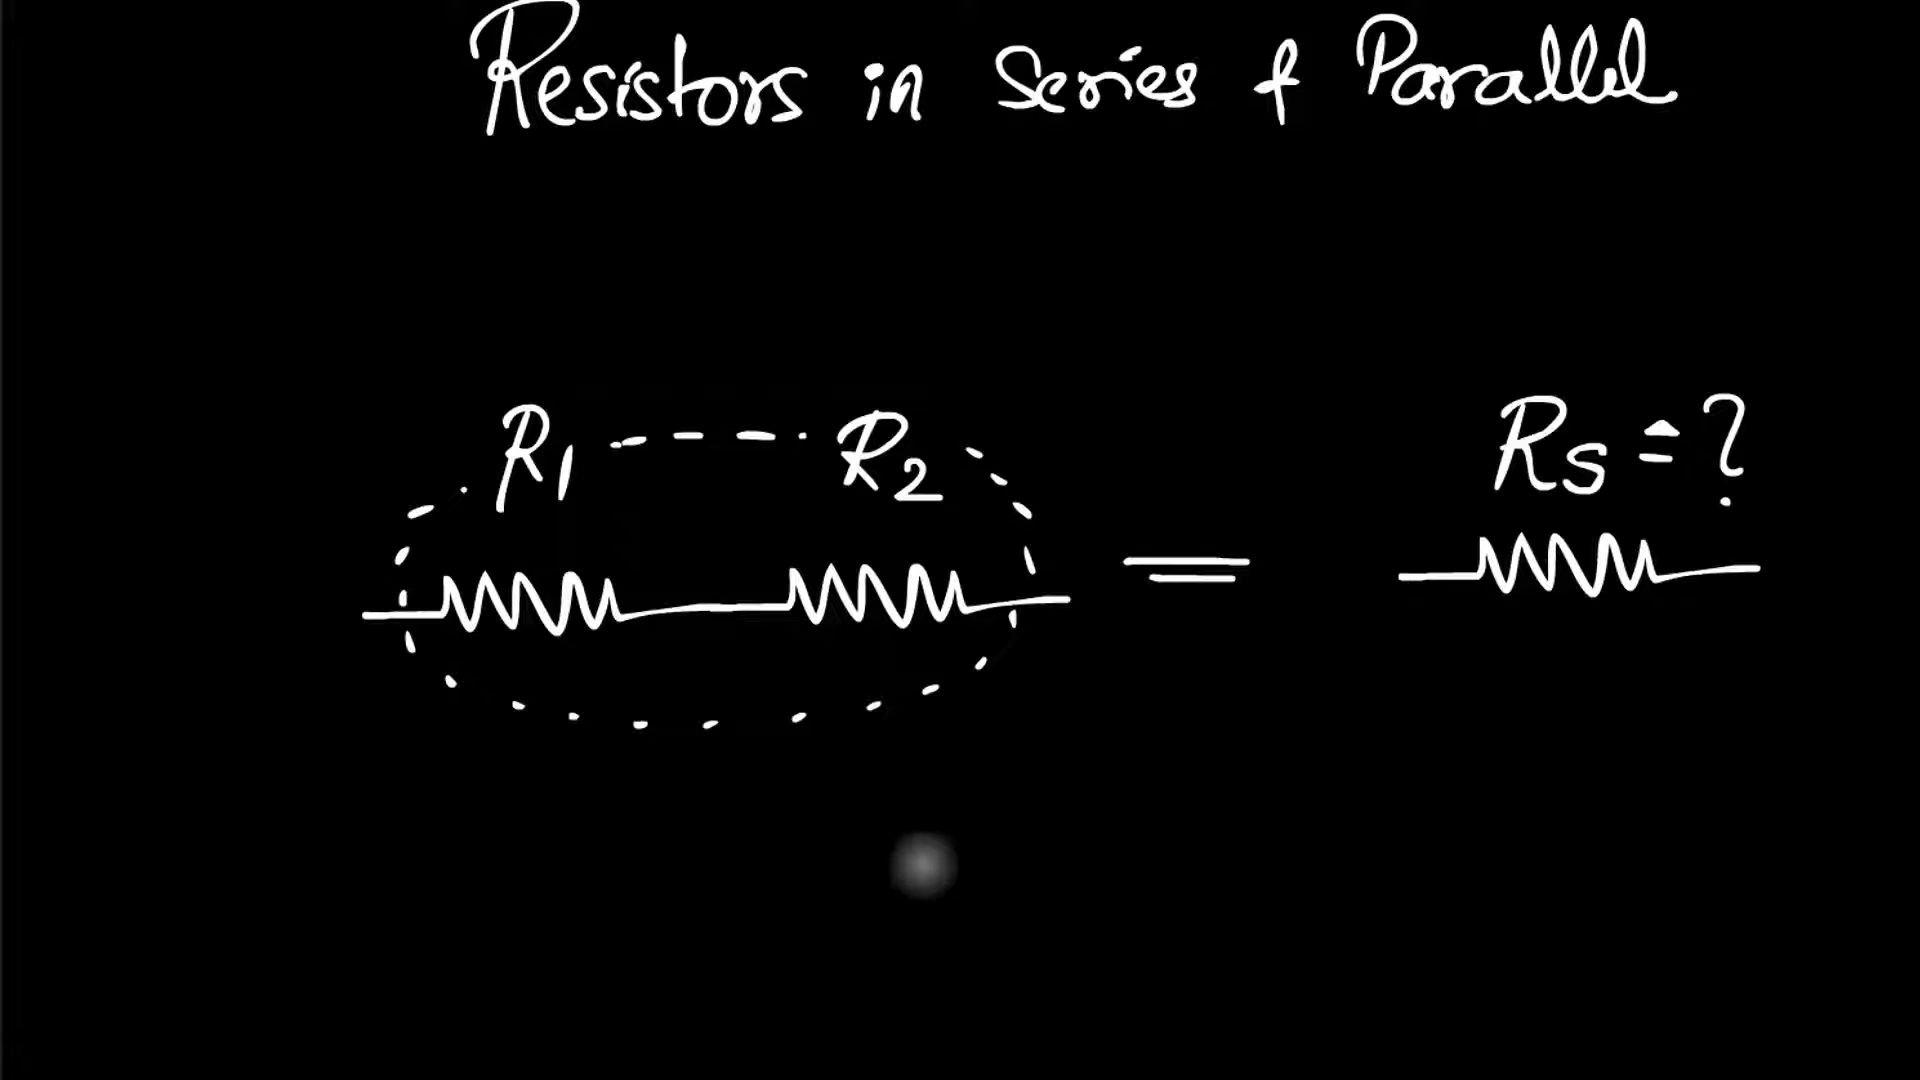 Resistors in Series & Parallel
R1 R2 Rs = ?
=